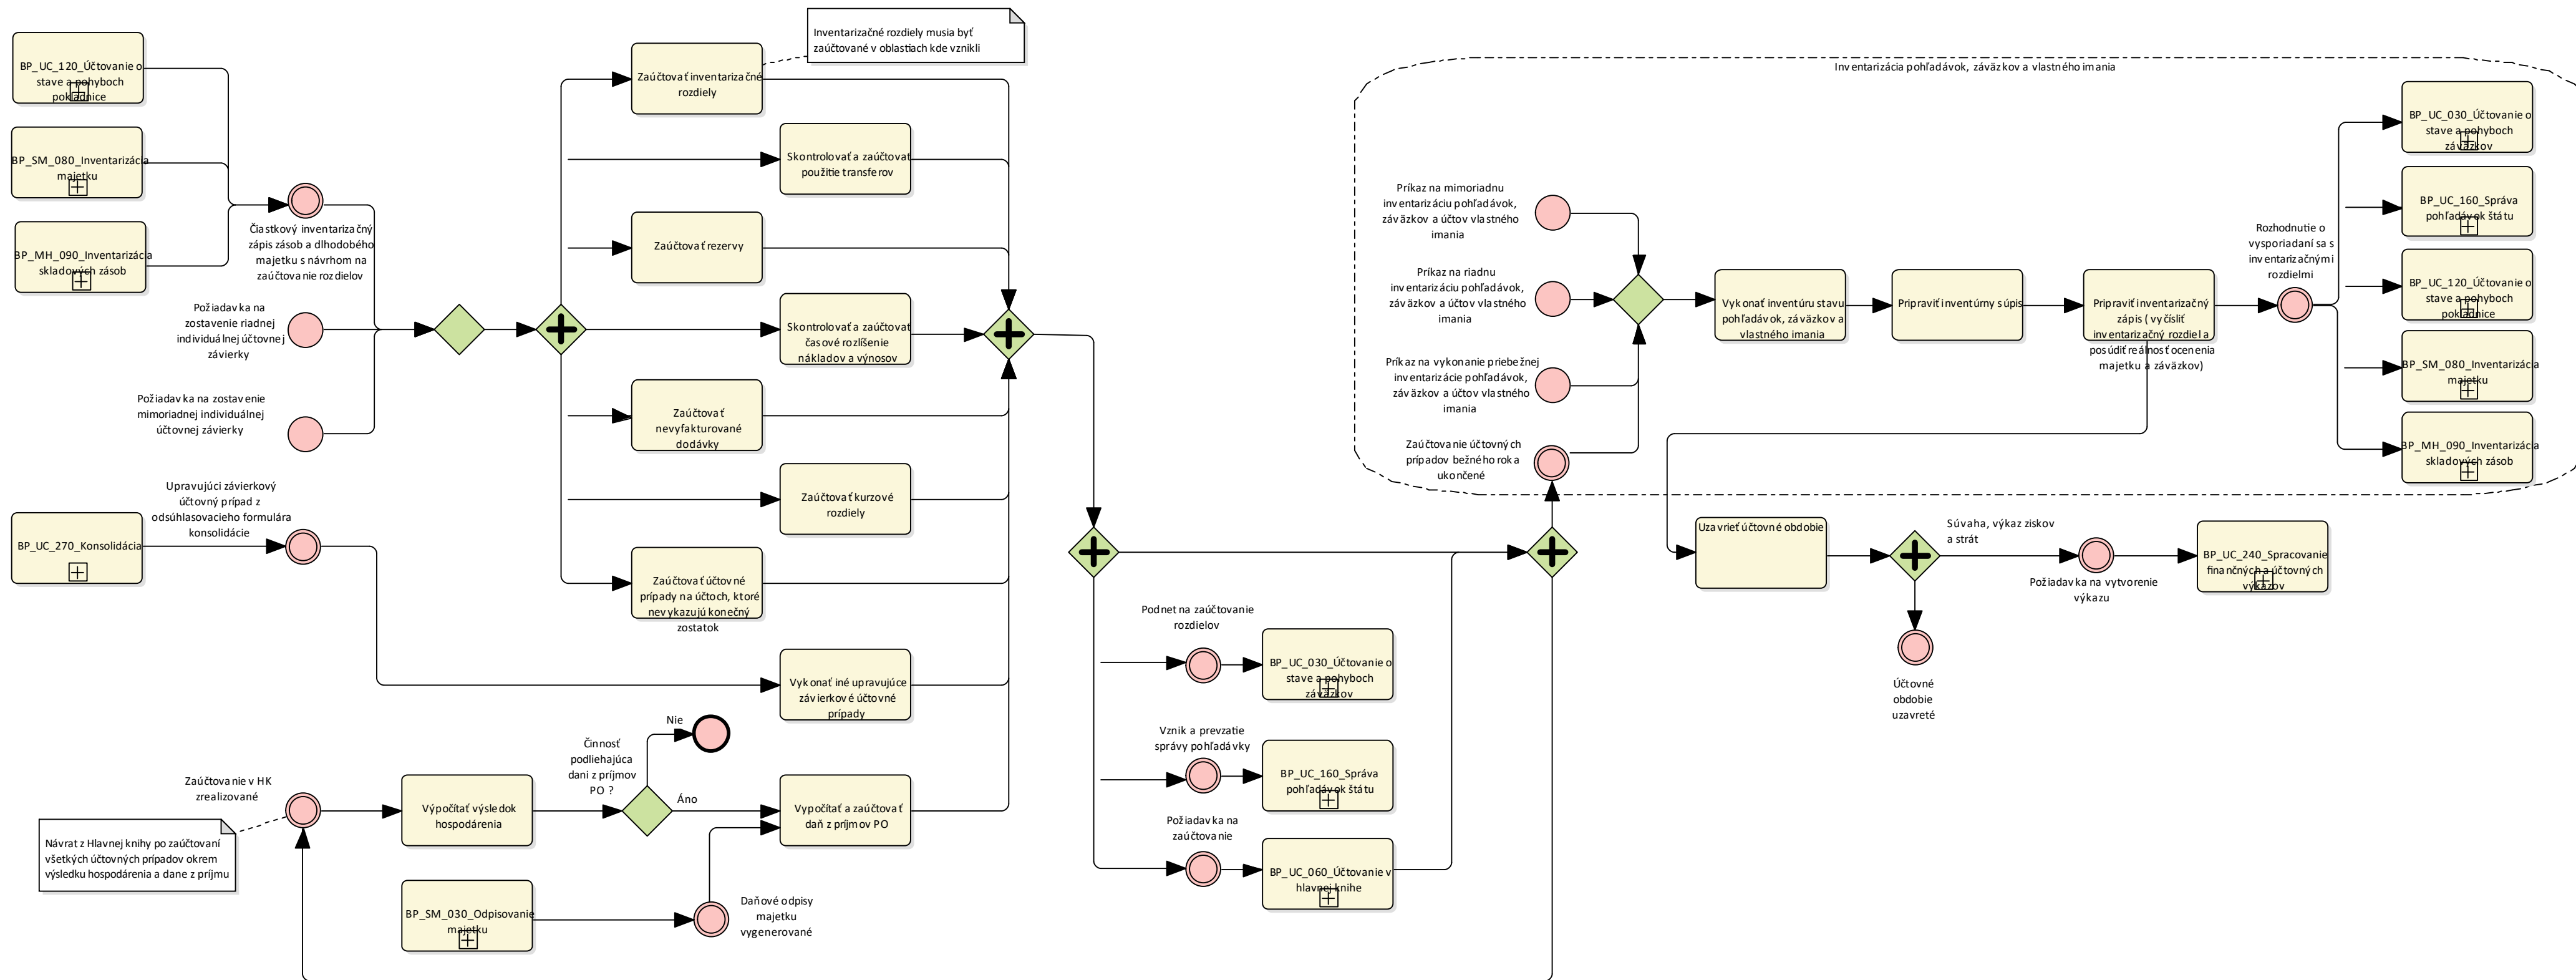 BP_UC_120_Účtovanie o
stave a pohyboch
pokladnice
BP_SM_080_Inventarizácia
majetku
BP_MH_090_Inventarizácia
skladových zásob
Čiastkový inventarizačný
zápis zásob a dlhodobého
majetku s návrhom na
zaúčtovanie rozdielov
Požiadavka na
zostavenie riadnej
individuálnej účtovnej
závierky
Požiadavka na zostavenie
mimoriadnej individuálnej
účtovnej závierky
Upravujúci závierkový
účtovný prípad z
odsúhlasovacieho formulára
konsolidácie
BP_UC_270_Konsolidácia
Inventarizačné rozdiely musia byť
zaúčtované v oblastiach kde vznikli
Zaúčtovať inventarizačné
rozdiely
Skontrolovať a zaúčtovať
použitie transferov
Zaúčtovať rezervy
Skontrolovať a zaúčtovať
časové rozlíšenie
nákladov a výnosov
Zaúčtovať
nevyfakturované
dodávky
Zaúčtovať kurzové
rozdiely
Zaúčtovať účtovné
prípady na účtoch, ktoré
nevykazujú konečný
zostatok
Vykonať iné upravujúce
závierkové účtovné
prípady
Nie
Činnosť
podliehajúca
dani z príjmov
PO ?
Áno
Zaúčtovanie v HK
zrealizované
Výpočítať výsledok
hospodárenia
Vypočítať a zaúčtovať
daň z príjmov PO
Návrat z Hlavnej knihy po zaúčtovaní
všetkých účtovných prípadov okrem
výsledku hospodárenia a dane z príjmu
BP_SM_030_Odpisovanie
majetku
Daňové odpisy
majetku
vygenerované
Podnet na zaúčtovanie
rozdielov
BP_UC_030_Účtovanie o
stave a pohyboch
záväzkov
Vznik a prevzatie
správy pohľadávky
BP_UC_160_Správa
pohľadávok štátu
Požiadavka na
zaúčtovanie
BP_UC_060_Účtovanie v
hlavnej knihe
Inventarizácia pohľadávok, záväzkov a vlastného imania
Príkaz na mimoriadnu
inventarizáciu pohľadávok,
záväzkov a účtov vlastného
imania
Príkaz na riadnu
inventarizáciu pohľadávok,
záväzkov a účtov vlastného
imania
Príkaz na vykonanie priebežnej
inventarizácie pohľadávok,
záväzkov a účtov vlastného
imania
Zaúčtovanie účtovných
prípadov bežného roka
ukončené
Vykonať inventúru stavu
pohľadávok, záväzkov a
vlastného imania
Pripraviť inventúrny súpis
Pripraviť inventarizačný
zápis ( vyčísliť
inventarizačný rozdiel a
posúdiť reálnosť ocenenia
majetku a záväzkov)
Rozhodnutie o
vysporiadaní sa s
inventarizačnými
rozdielmi
BP_UC_030_Účtovanie o
stave a pohyboch
záväzkov
BP_UC_160_Správa
pohľadávok štátu
BP_UC_120_Účtovanie o
stave a pohyboch
pokladnice
BP_SM_080_Inventarizácia
majetku
BP_MH_090_Inventarizácia
skladových zásob
Uzavrieť účtovné obdobie
Súvaha, výkaz ziskov
a strát
Požiadavka na vytvorenie
výkazu
BP_UC_240_Spracovanie
finančných a účtovných
výkazov
Účtovné
obdobie
uzavreté